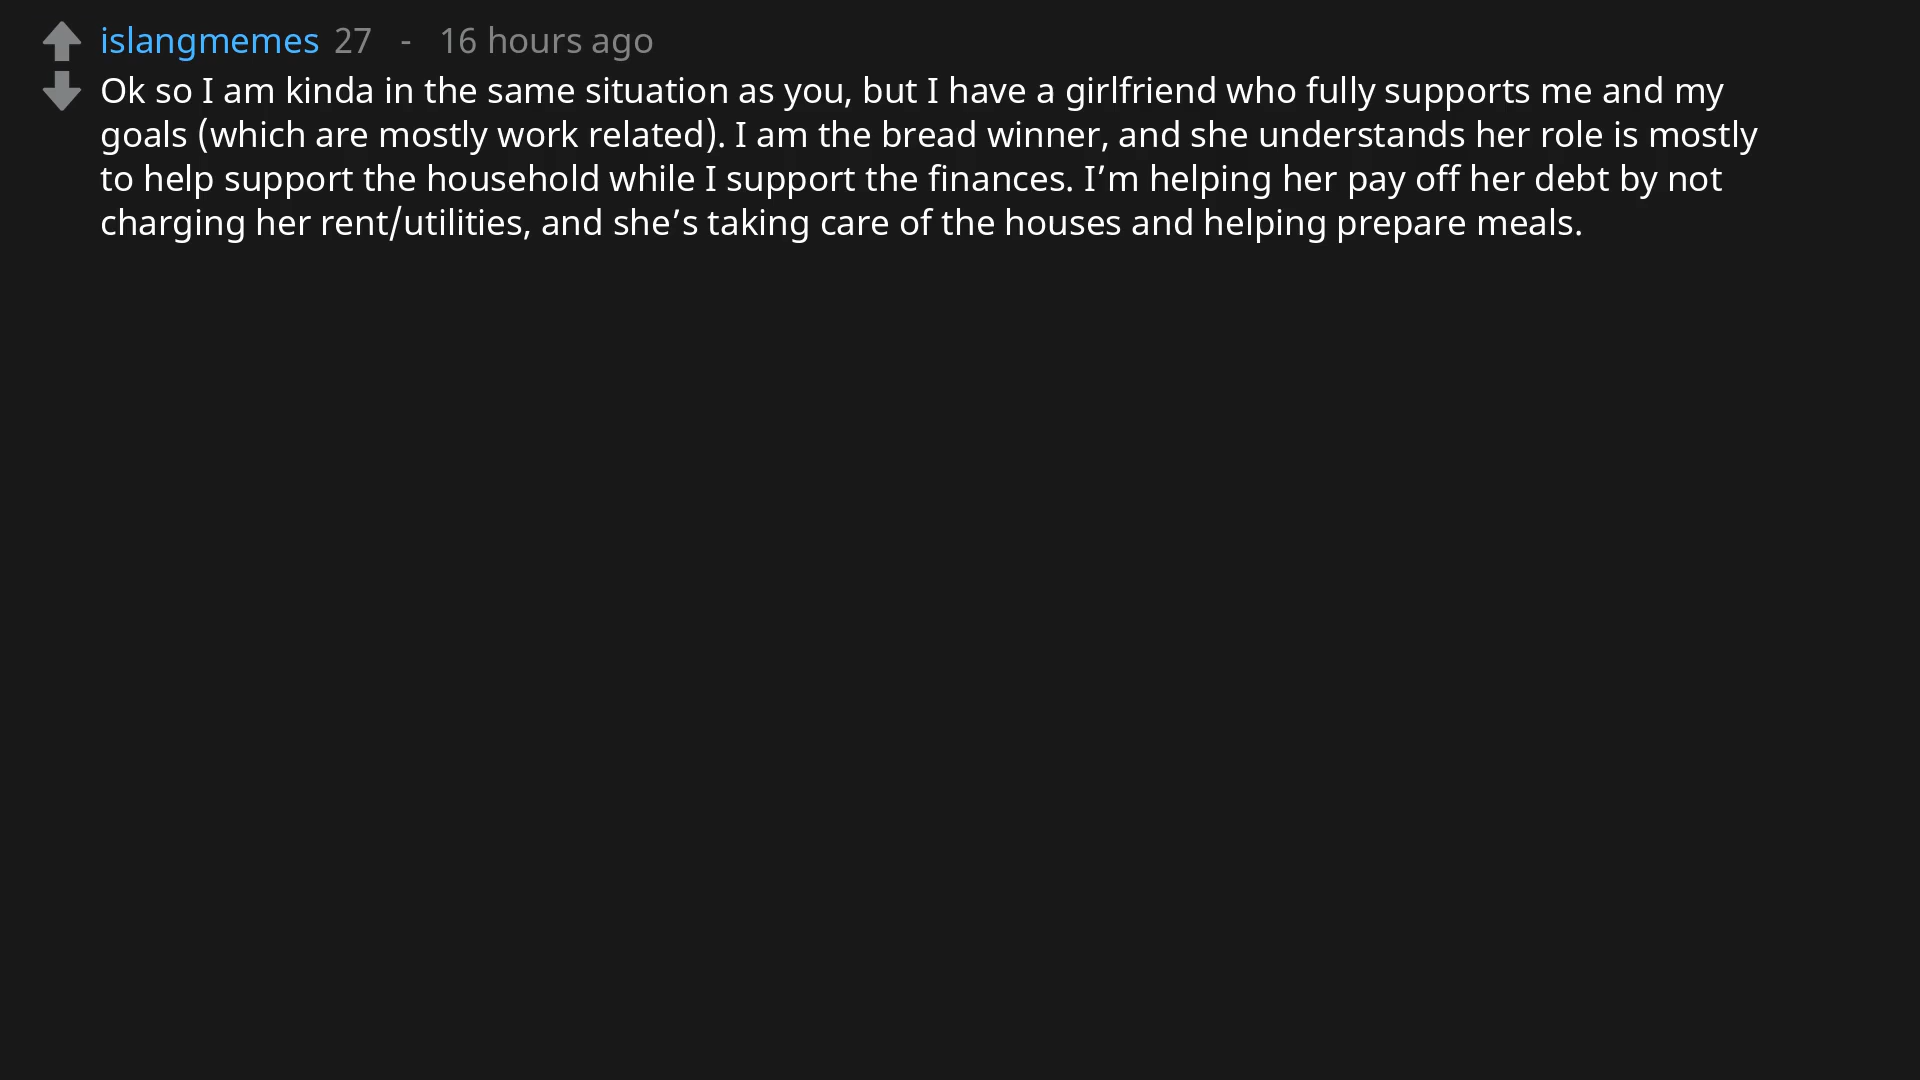 islangmemes 27 - 16 hours ago
Ok so I am kinda in the same situation as you, but I have a girlfriend who fully supports me and my
goals (which are mostly work related). I am the bread winner, and she understands her role is mostly
to help support the household while I support the finances. I’m helping her pay off her debt by not
charging her rent/utilities, and she’s taking care of the houses and helping prepare meals.